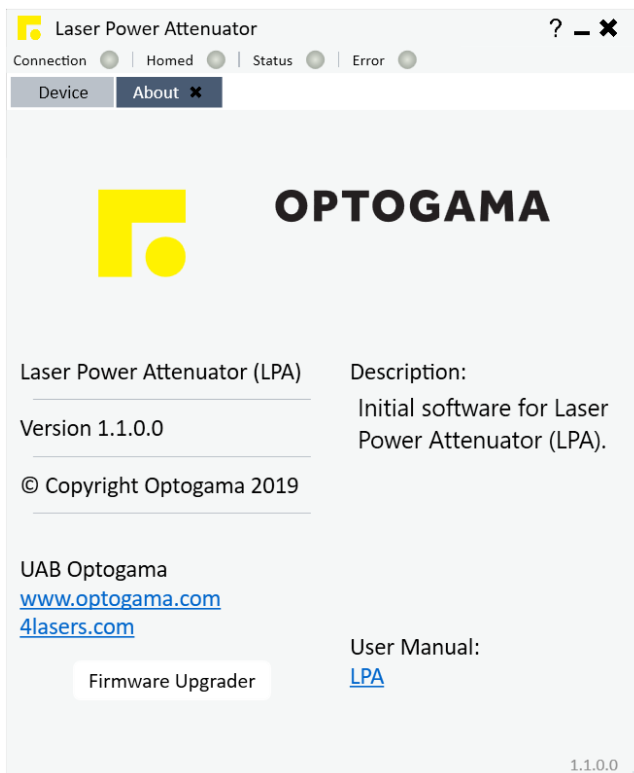 Laser Power Attenuator ?
Connection Homed Status Error
Device About
OPTOGAMA
Laser Power Attenuator (LPA)
Version 1.1.0.0
© Copyright Optogama 2019
Description:
Initial software for Laser
Power Attenuator (LPA).
UAB Optogama
www.optogama.com
4lasers.com
Firmware Upgrader
User Manual:
LPA
1.1.0.0